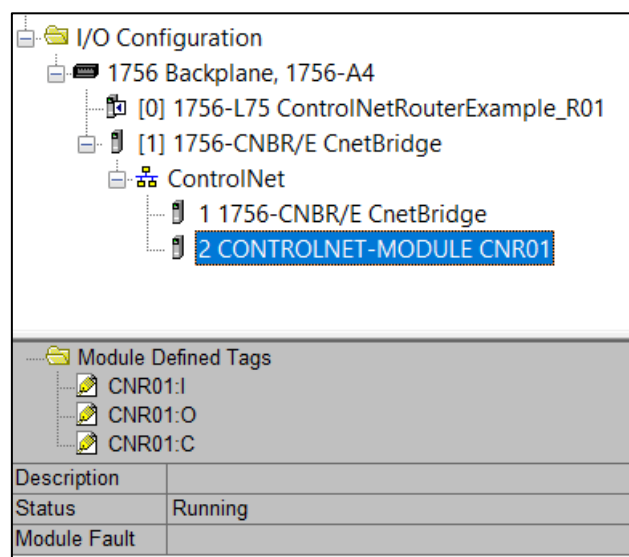 I/O Configuration
1756 Backplane, 1756-A4
[0] 1756-L75 ControlNetRouterExample_R01
[1] 1756-CNBR/E CnetBridge
ControlNet
1 1756-CNBR/E CnetBridge
2 CONTROLNET-MODULE CNR01
Module Defined Tags
CNR01:I
CNR01:O
CNR01:C
Description
Status Running
Module Fault